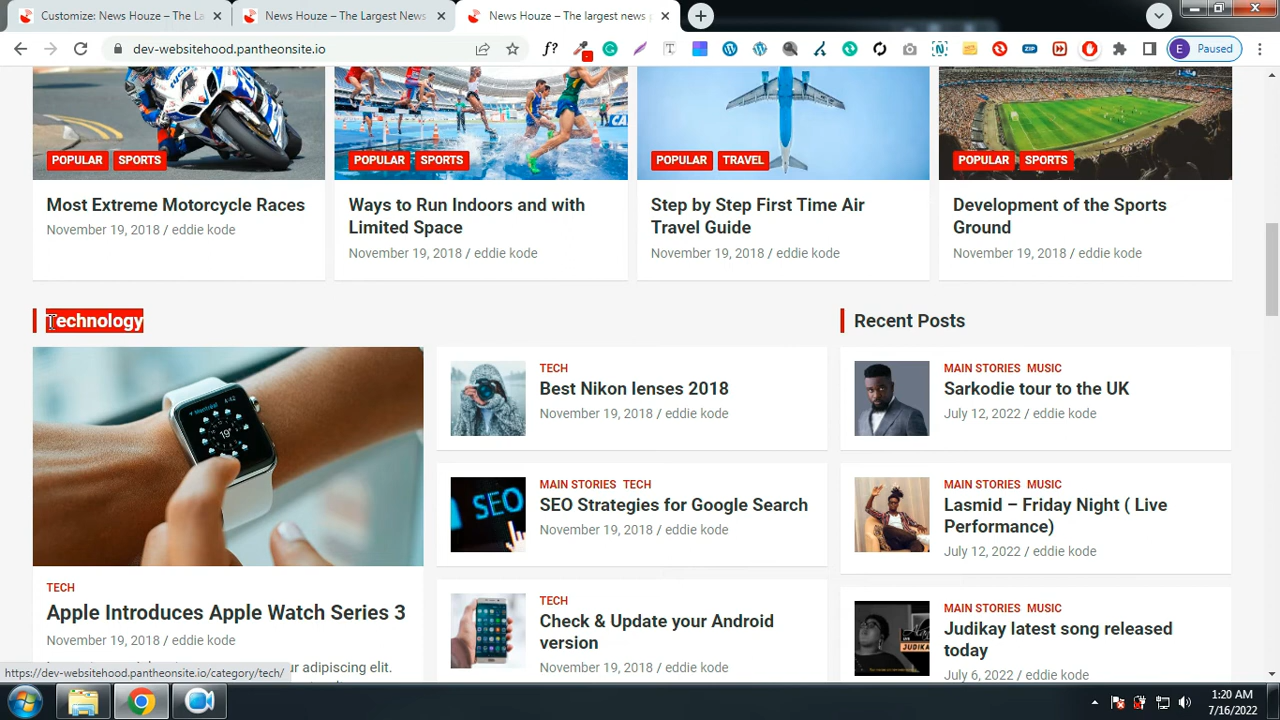 Customize: News Houze – The La
News Houze – The Largest News
News Houze – The largest news
dev-websitehood.pantheonsite.io
f?
ZIP
E Paused
POPULAR SPORTS
POPULAR SPORTS
POPULAR TRAVEL
POPULAR SPORTS
Most Extreme Motorcycle Races
November 19, 2018 / eddie kode
Ways to Run Indoors and with
Limited Space
November 19, 2018 / eddie kode
Step by Step First Time Air
Travel Guide
November 19, 2018 / eddie kode
Development of the Sports
Ground
November 19, 2018 / eddie kode
Technology
TECH
Apple Introduces Apple Watch Series 3
November 19, 2018 / eddie kode
ur adipiscing elit.
TECH
Best Nikon lenses 2018
November 19, 2018 / eddie kode
SEO
MAIN STORIES TECH
SEO Strategies for Google Search
November 19, 2018 / eddie kode
TECH
Check & Update your Android
version
November 19, 2018 / eddie kode
Recent Posts
MAIN STORIES MUSIC
Sarkodie tour to the UK
July 12, 2022 / eddie kode
MAIN STORIES MUSIC
Lasmid – Friday Night ( Live
Performance)
July 12, 2022 / eddie kode
JUDIKA
MAIN STORIES MUSIC
Judikay latest song released
today
July 6, 2022 / eddie kode
https://dev-websitehood.pantheonsite.io/category/tech/
1:20 AM
7/16/2022